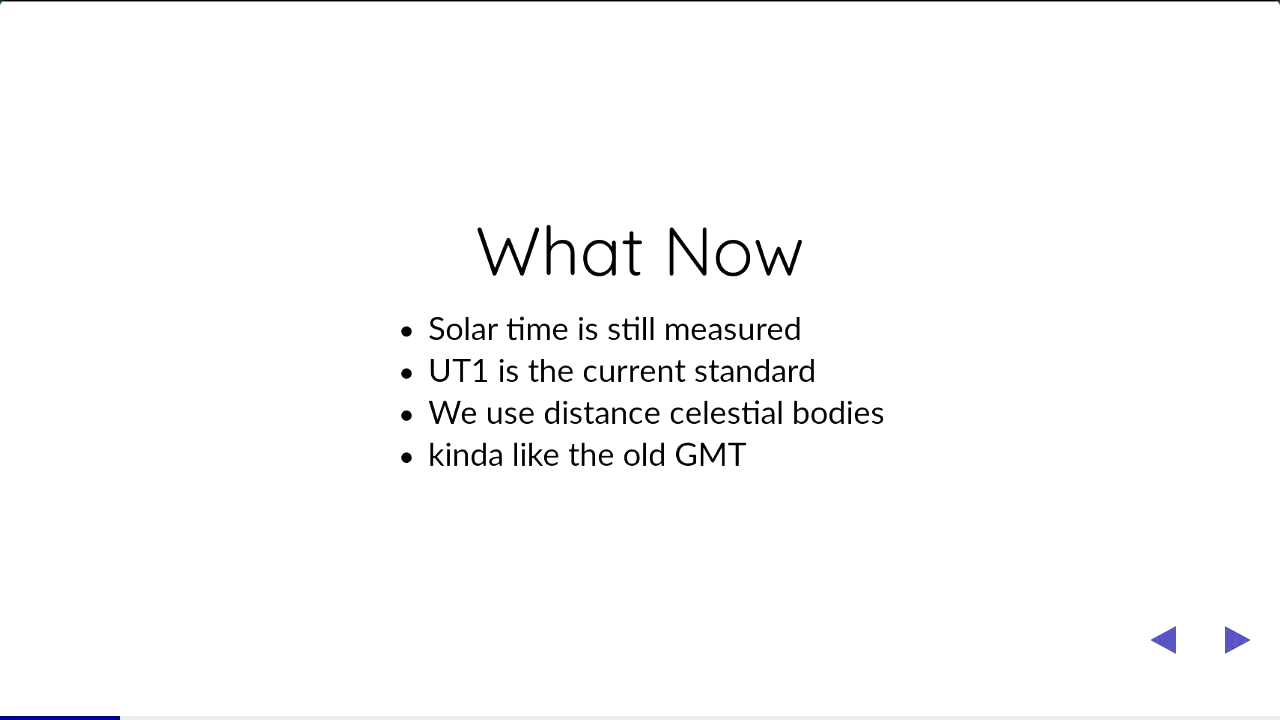 What Now
• Solar time is still measured
• UT1 is the current standard
• We use distance celestial bodies
• kinda like the old GMT